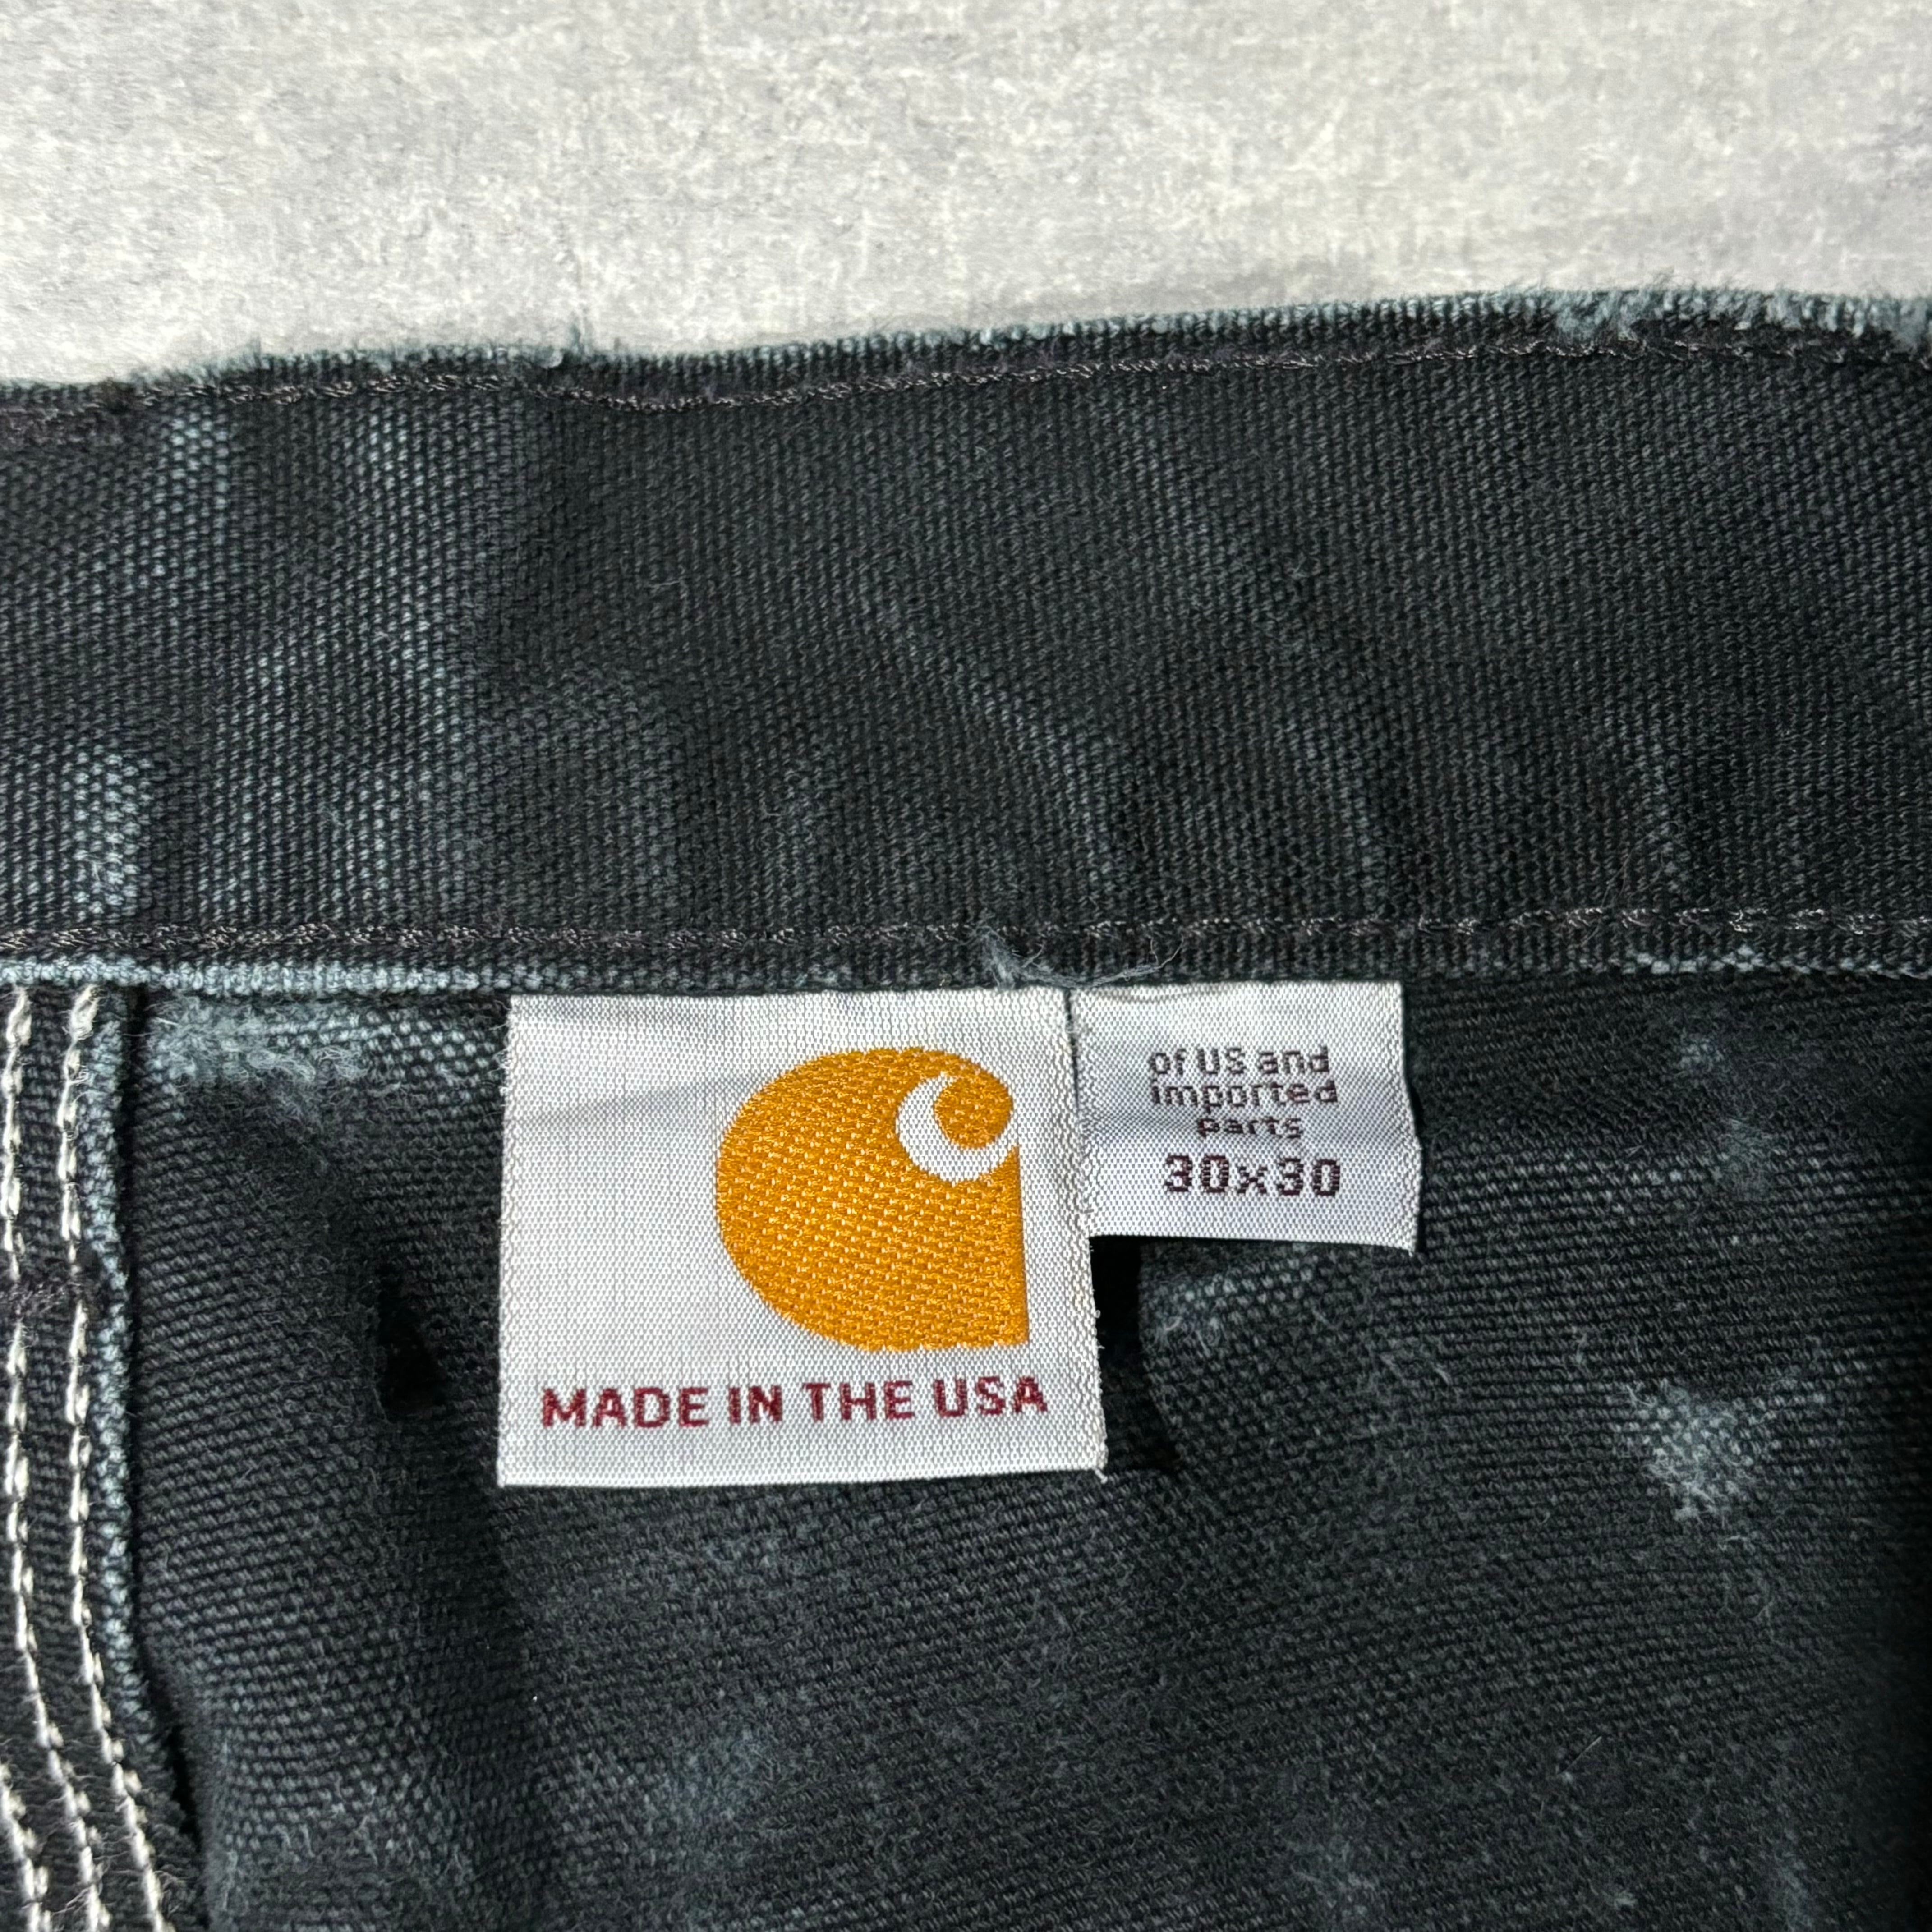 MADE IN THE USA
of US and
imported
parts
30x30